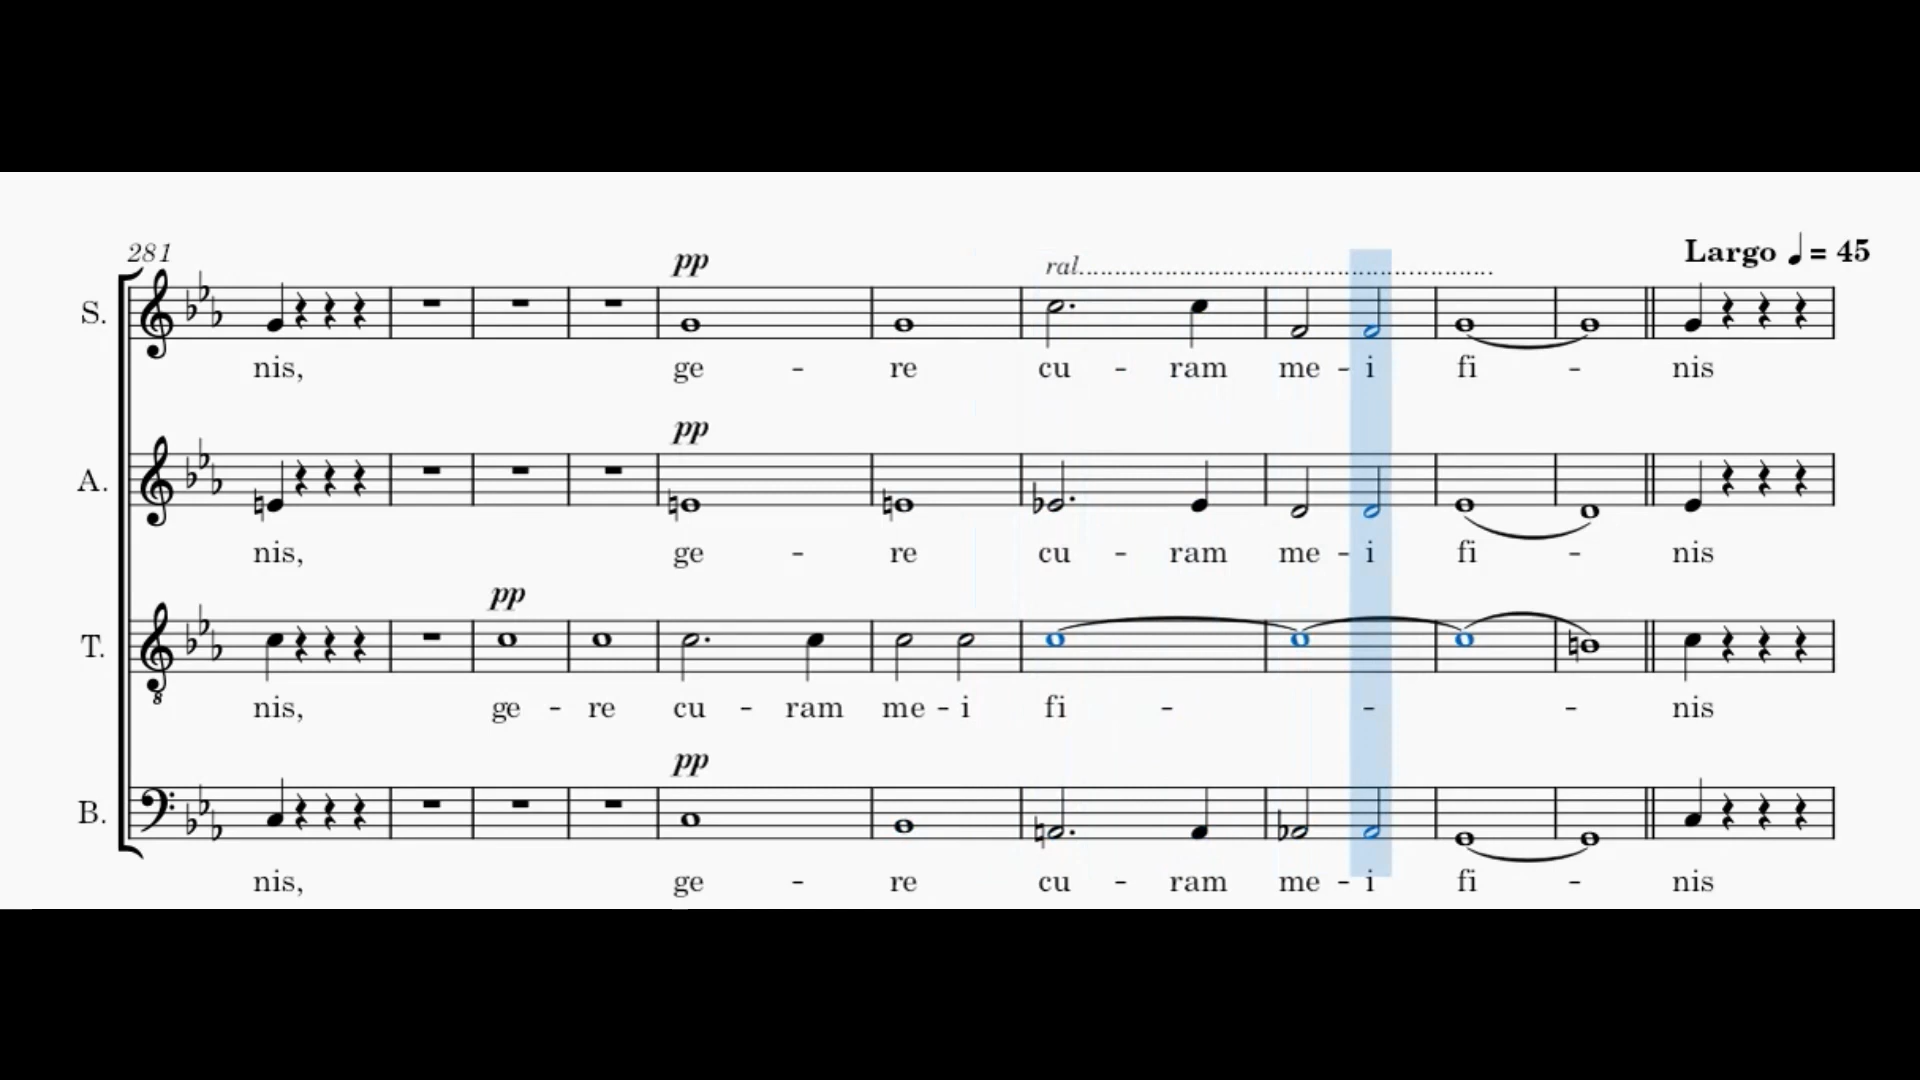 281 pp ral. Largo ♩= 45
S.
nis, ge - re cu - ram me - i fi - nis
pp
A.
nis, ge - re cu - ram me - i fi - nis
pp
T.
8
nis, ge - re cu - ram me - i fi - - - nis
pp
B.
nis, ge - re cu - ram me - i fi - nis